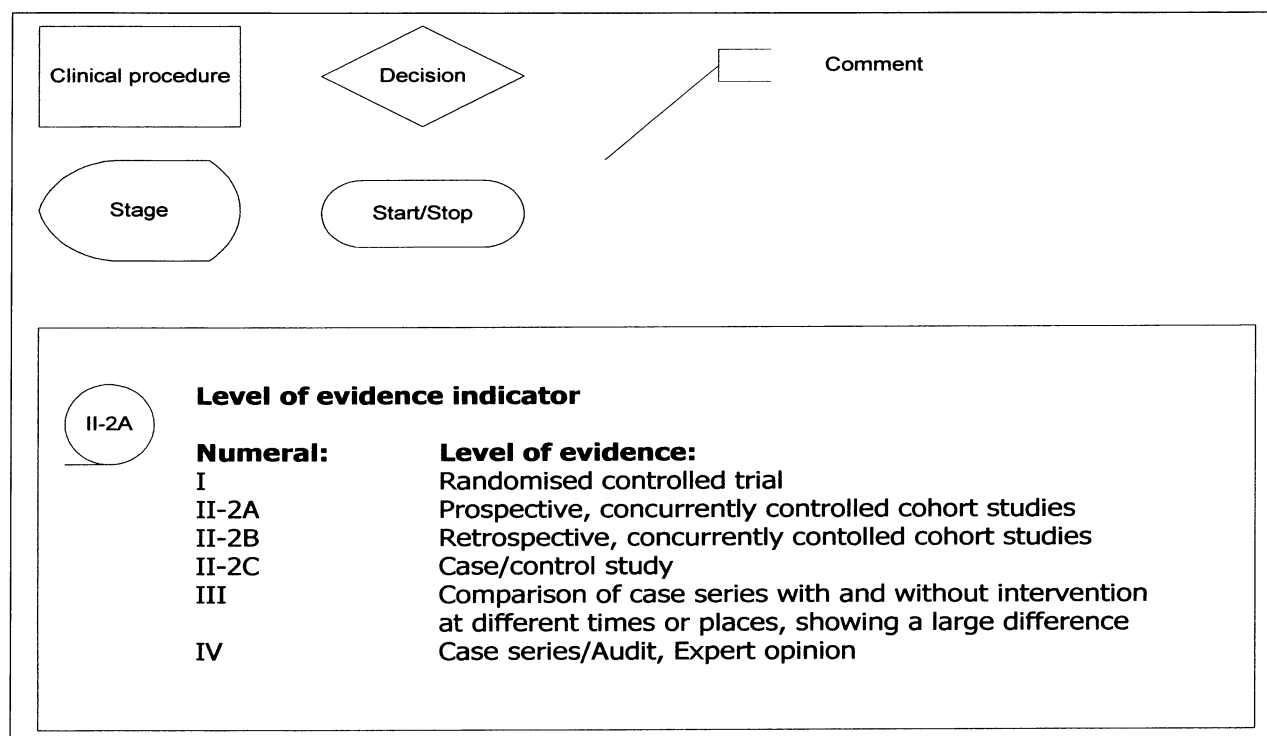 Clinical procedure
Decision
Comment
Stage
Start/Stop
II-2A
Level of evidence indicator
Numeral: Level of evidence:
I Randomised controlled trial
II-2A Prospective, concurrently controlled cohort studies
II-2B Retrospective, concurrently contolled cohort studies
II-2C Case/control study
III Comparison of case series with and without intervention
at different times or places, showing a large difference
IV Case series/Audit, Expert opinion